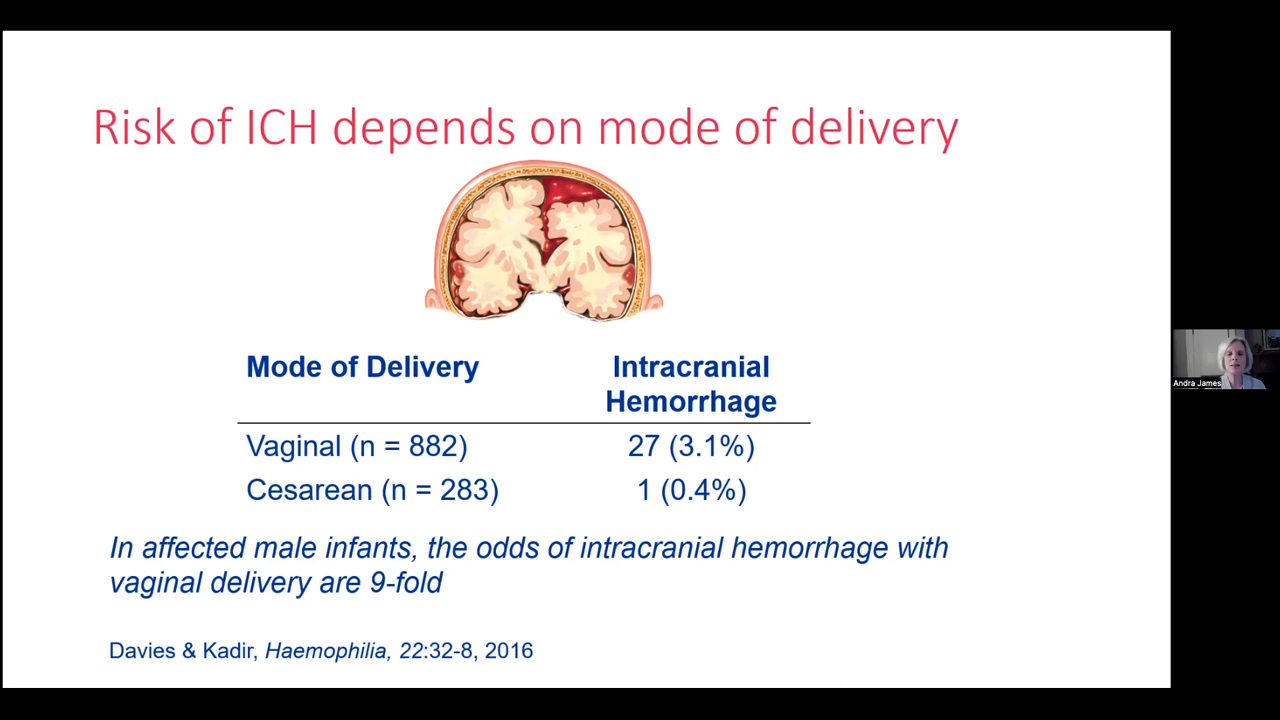 Risk of ICH depends on mode of delivery
Mode of Delivery
Intracranial
Hemorrhage
Vaginal (n = 882)
27 (3.1%)
Cesarean (n = 283)
1 (0.4%)
In affected male infants, the odds of intracranial hemorrhage with
vaginal delivery are 9-fold
Davies & Kadir, Haemophilia, 22:32-8, 2016
Andra James